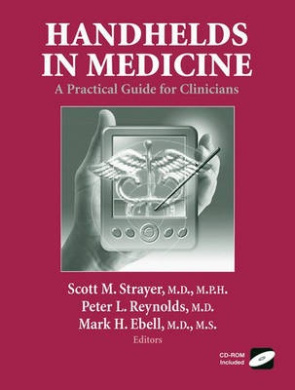 HANDHELDS
IN MEDICINE
A Practical Guide for Clinicians
Scott M. Strayer, M.D., M.P.H.
Peter L. Reynolds, M.D.
Mark H. Ebell, M.D., M.S.
Editors
CD-ROM
Included